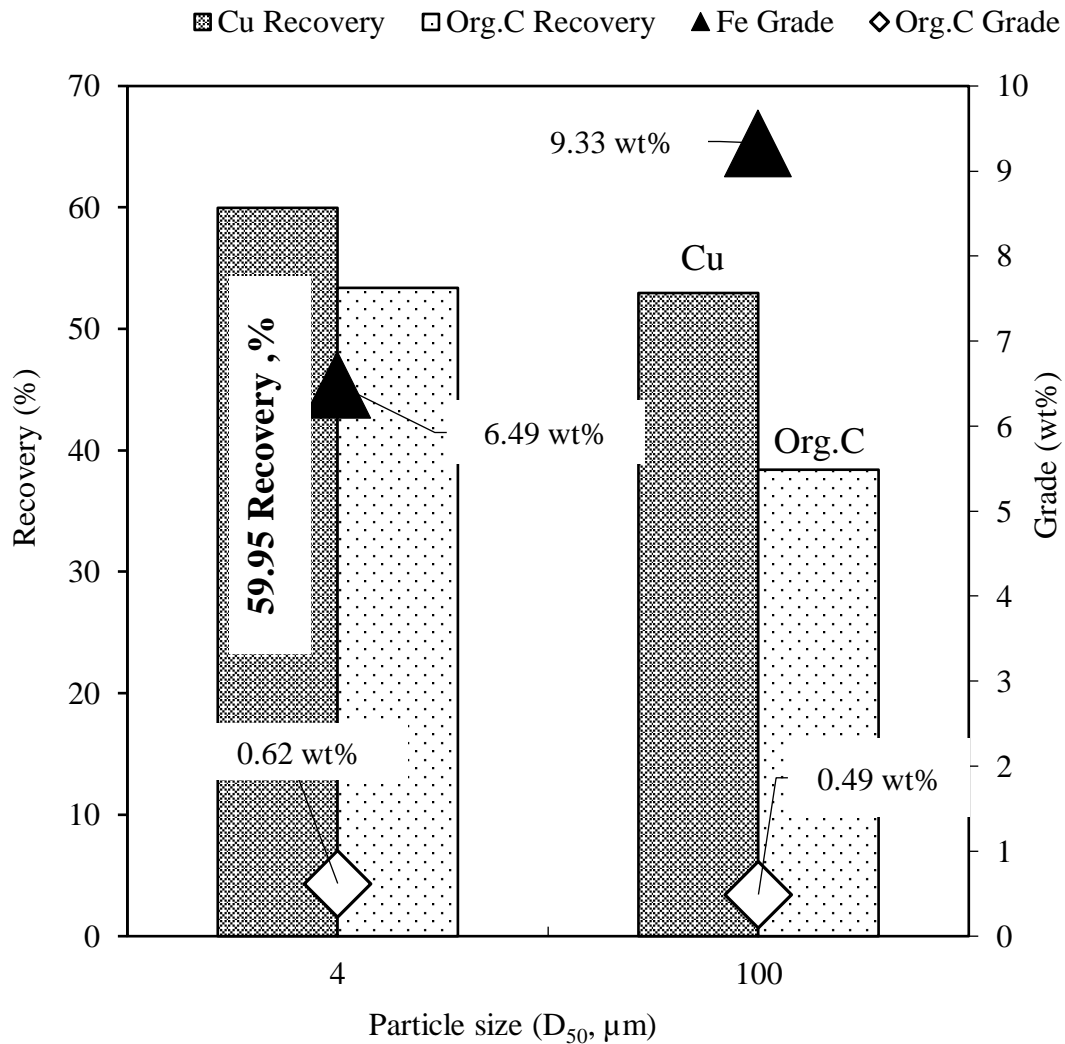 Cu Recovery Org.C Recovery Fe Grade Org.C Grade
70
60
50
40
30
20
10
0
Recovery (%)
10
9
8
7
6
5
4
3
2
1
0
Grade (wt%)
9.33 wt%
Cu
59.95 Recovery ,%
6.49 wt%
Org.C
0.62 wt%
0.49 wt%
4 100
Particle size (D50, µm)